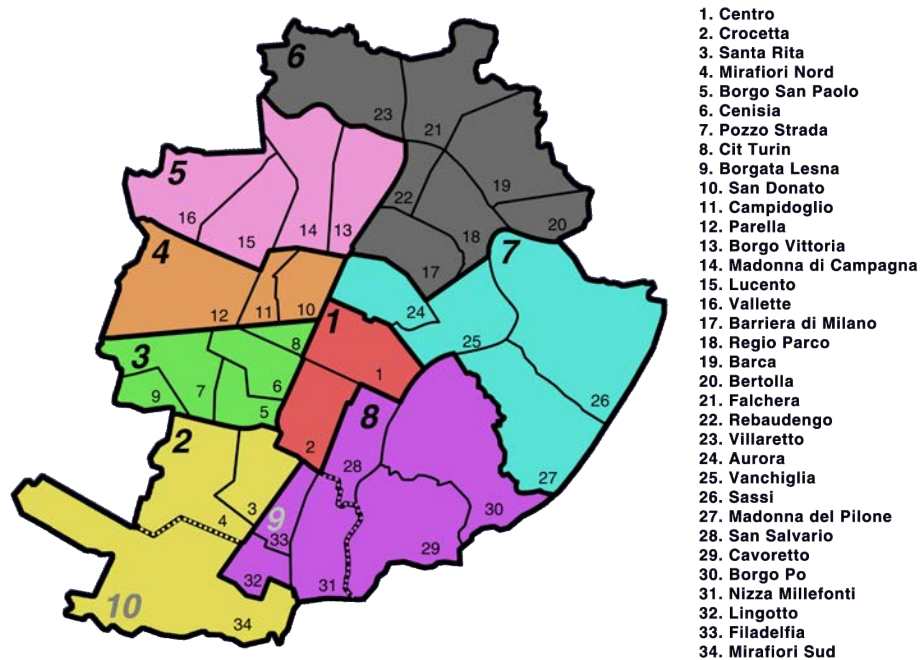 6
23
21
5
22
19
16
14
13
18
20
15
4
7
17
12
11
10
1
24
8
25
3
6
1
26
7
9
5
8
2
2
28
27
3
9
30
4
33
29
32
31
10
34
1. Centro
2. Crocetta
3. Santa Rita
4. Mirafiori Nord
5. Borgo San Paolo
6. Cenisia
7. Pozzo Strada
8. Cit Turin
9. Borgata Lesna
10. San Donato
11. Campidoglio
12. Parella
13. Borgo Vittoria
14. Madonna di Campagna
15. Lucento
16. Vallette
17. Barriera di Milano
18. Regio Parco
19. Barca
20. Bertolla
21. Falchera
22. Rebaudengo
23. Villaretto
24. Aurora
25. Vanchiglia
26. Sassi
27. Madonna del Pilone
28. San Salvario
29. Cavoretto
30. Borgo Po
31. Nizza Millefonti
32. Lingotto
33. Filadelfia
34. Mirafiori Sud